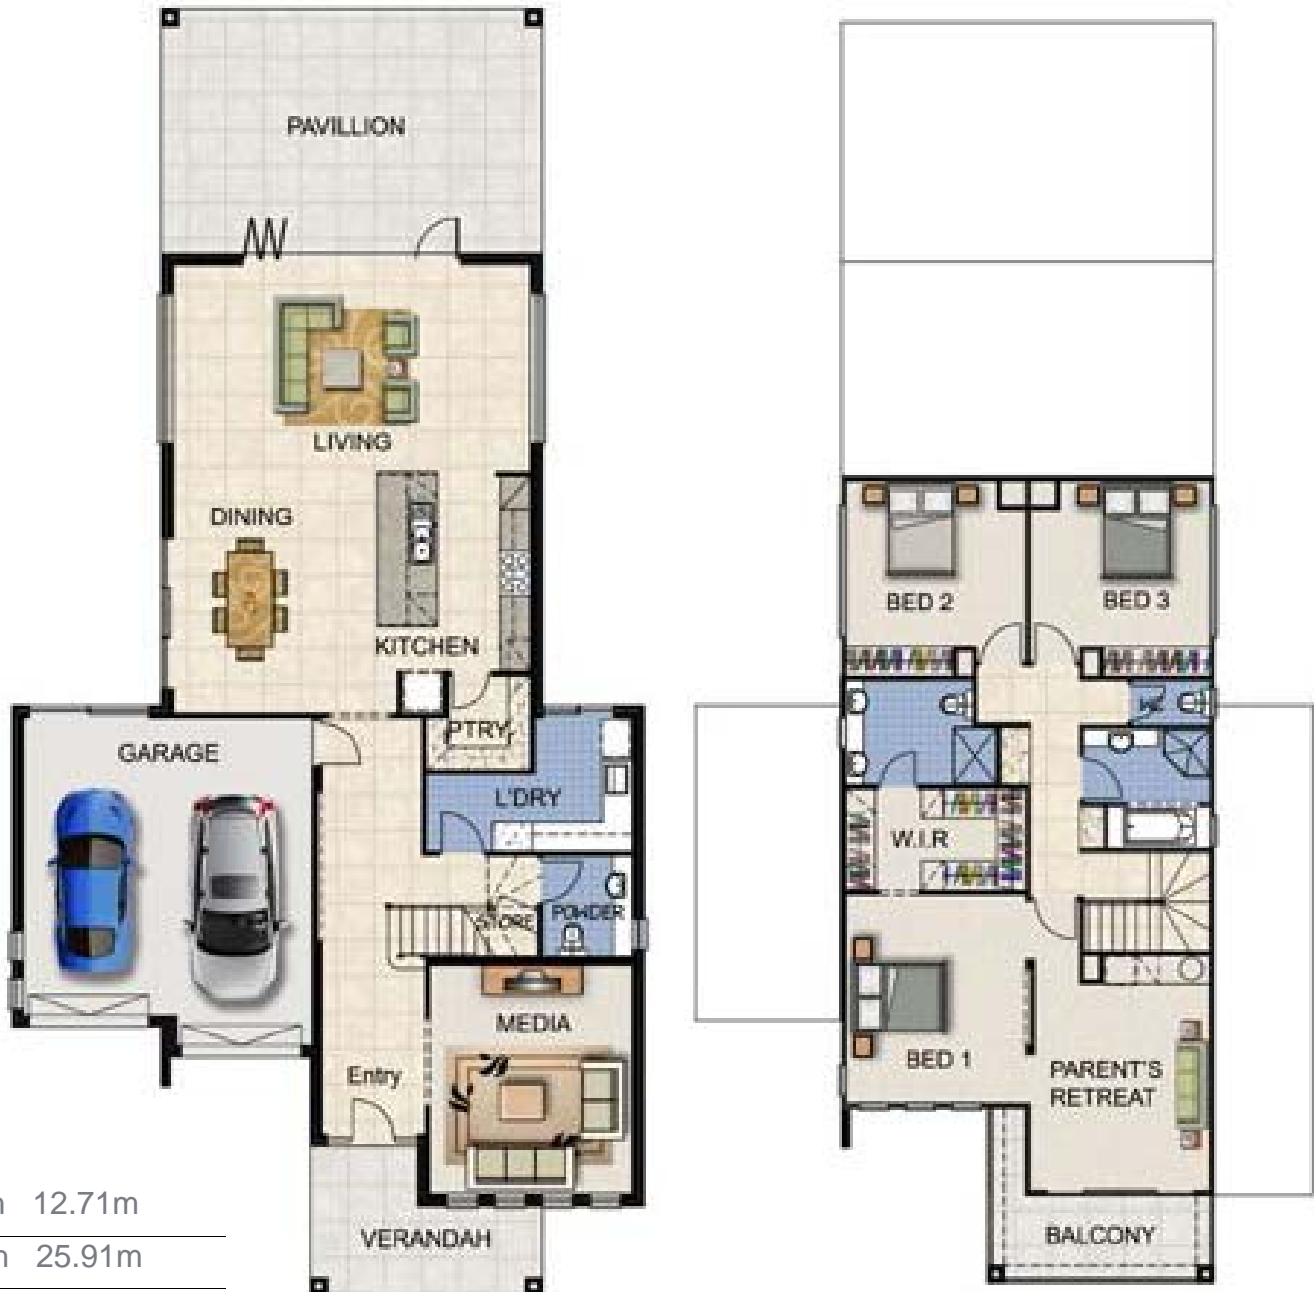 PAVILLION
LIVING
DINING
KITCHEN
PTRY
GARAGE
L'DRY
STORE
POWDER
MEDIA
Entry
VERANDAH
12.71m
25.91m
BED 2
BED 3
W.I.R
BED 1
PARENT'S
RETREAT
BALCONY